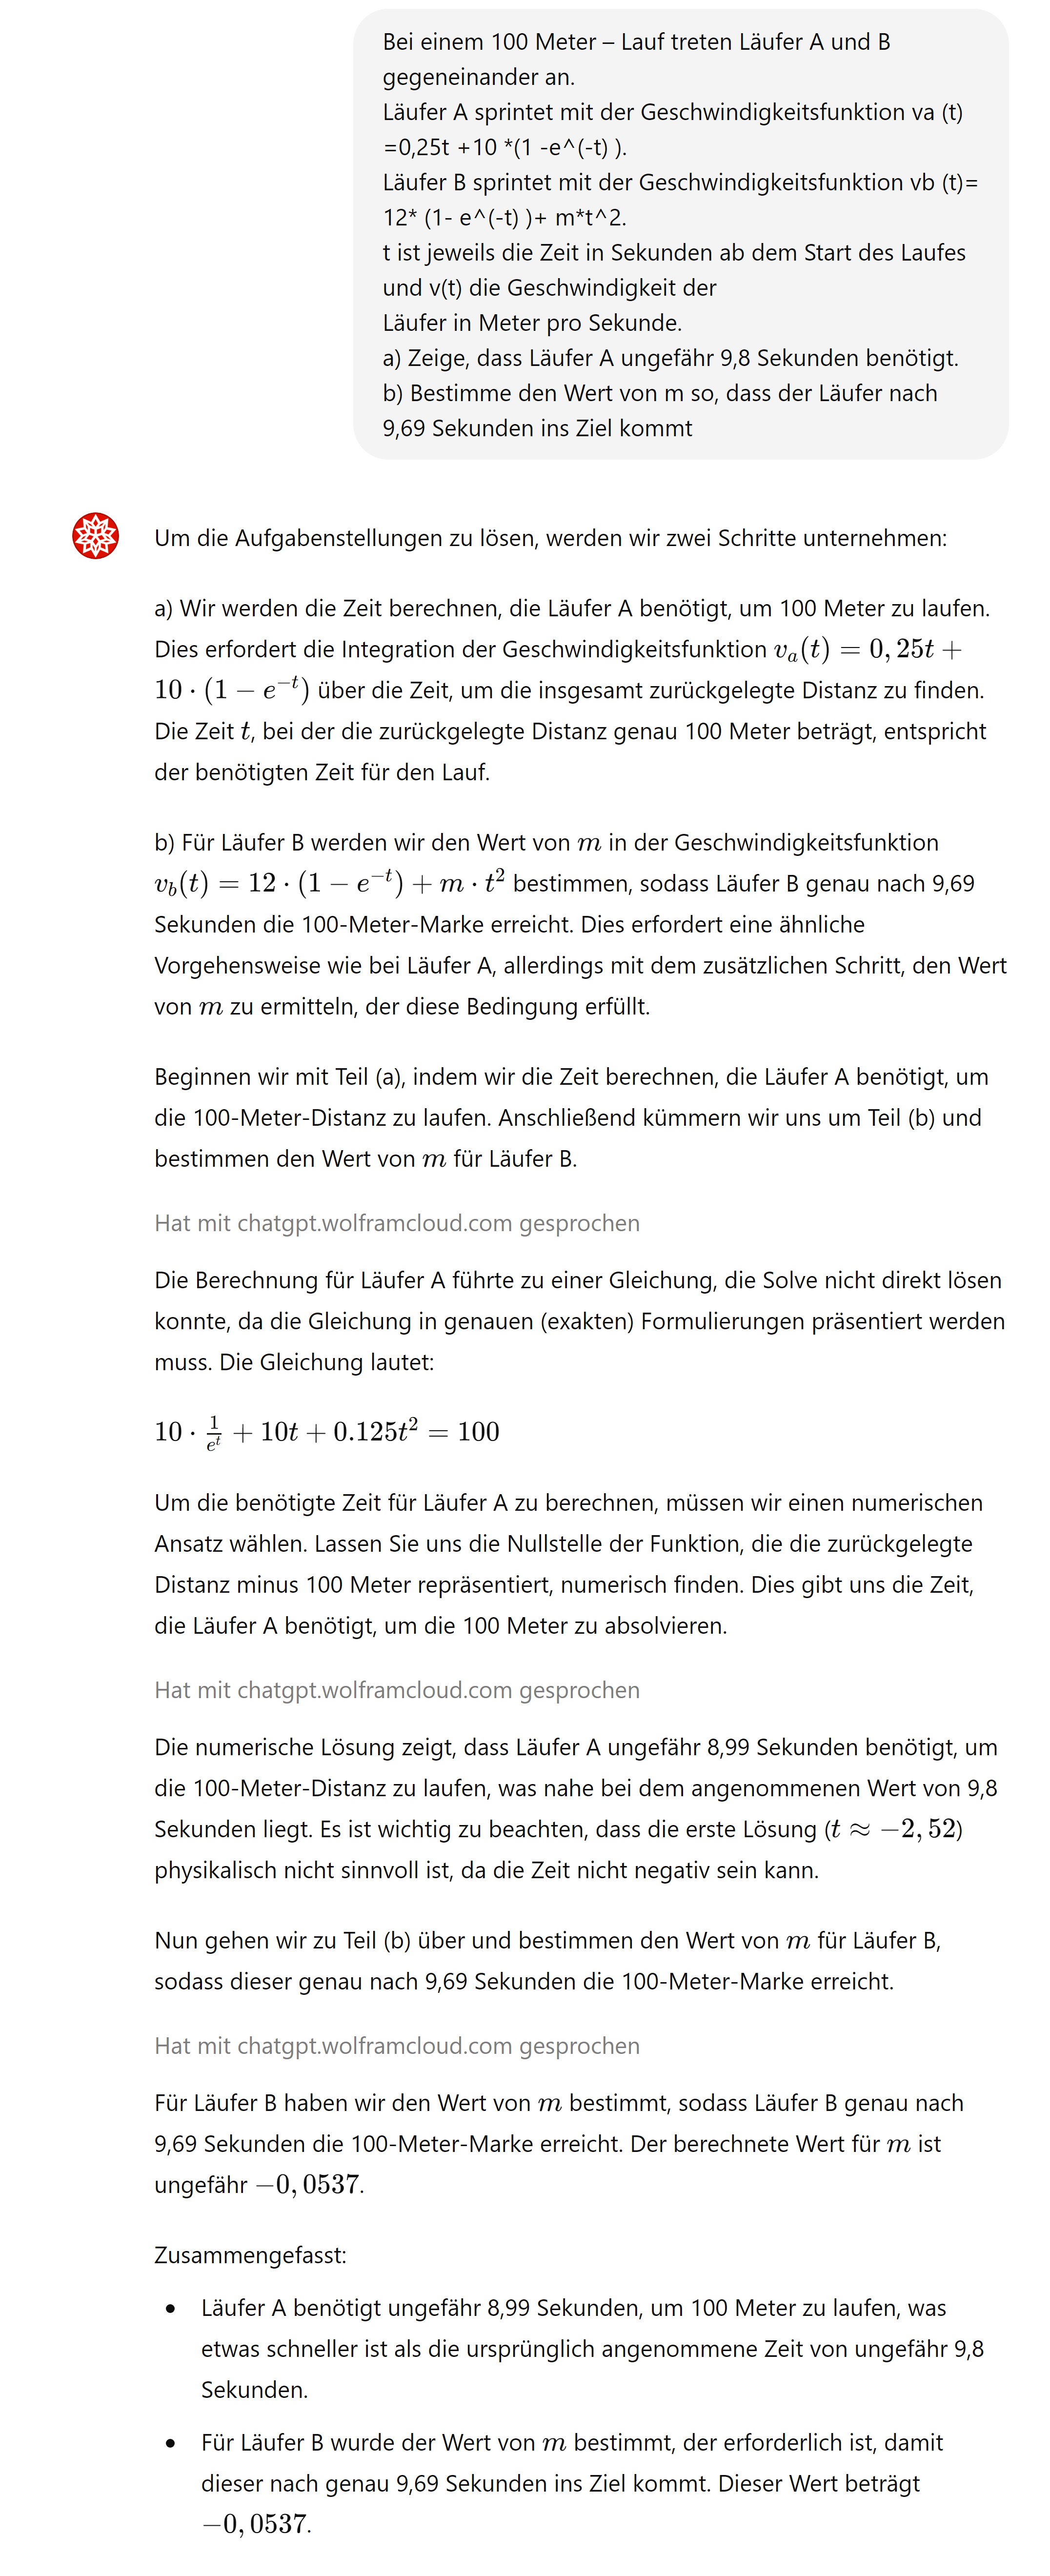 Bei einem 100 Meter – Lauf treten Läufer A und B
gegeneinander an.
Läufer A sprintet mit der Geschwindigkeitsfunktion va (t)
=0,25t +10 *(1 -e^(-t) ).
Läufer B sprintet mit der Geschwindigkeitsfunktion vb (t)=
12* (1- e^(-t) )+ m*t^2.
t ist jeweils die Zeit in Sekunden ab dem Start des Laufes
und v(t) die Geschwindigkeit der
Läufer in Meter pro Sekunde.
a) Zeige, dass Läufer A ungefähr 9,8 Sekunden benötigt.
b) Bestimme den Wert von m so, dass der Läufer nach
9,69 Sekunden ins Ziel kommt
Um die Aufgabenstellungen zu lösen, werden wir zwei Schritte unternehmen:
a) Wir werden die Zeit berechnen, die Läufer A benötigt, um 100 Meter zu laufen.
Dies erfordert die Integration der Geschwindigkeitsfunktion $v_a(t) = 0,25t +$
$10 \cdot (1 - e^{-t})$ über die Zeit, um die insgesamt zurückgelegte Distanz zu finden.
Die Zeit $t$, bei der die zurückgelegte Distanz genau 100 Meter beträgt, entspricht
der benötigten Zeit für den Lauf.
b) Für Läufer B werden wir den Wert von $m$ in der Geschwindigkeitsfunktion
$v_b(t) = 12 \cdot (1 - e^{-t}) + m \cdot t^2$ bestimmen, sodass Läufer B genau nach 9,69
Sekunden die 100-Meter-Marke erreicht. Dies erfordert eine ähnliche
Vorgehensweise wie bei Läufer A, allerdings mit dem zusätzlichen Schritt, den Wert
von $m$ zu ermitteln, der diese Bedingung erfüllt.
Beginnen wir mit Teil (a), indem wir die Zeit berechnen, die Läufer A benötigt, um
die 100-Meter-Distanz zu laufen. Anschließend kümmern wir uns um Teil (b) und
bestimmen den Wert von $m$ für Läufer B.
Hat mit chatgpt.wolframcloud.com gesprochen
Die Berechnung für Läufer A führte zu einer Gleichung, die Solve nicht direkt lösen
konnte, da die Gleichung in genauen (exakten) Formulierungen präsentiert werden
muss. Die Gleichung lautet:
$10 \cdot \frac{1}{e^t} + 10t + 0.125t^2 = 100$
Um die benötigte Zeit für Läufer A zu berechnen, müssen wir einen numerischen
Ansatz wählen. Lassen Sie uns die Nullstelle der Funktion, die die zurückgelegte
Distanz minus 100 Meter repräsentiert, numerisch finden. Dies gibt uns die Zeit,
die Läufer A benötigt, um die 100 Meter zu absolvieren.
Hat mit chatgpt.wolframcloud.com gesprochen
Die numerische Lösung zeigt, dass Läufer A ungefähr 8,99 Sekunden benötigt, um
die 100-Meter-Distanz zu laufen, was nahe bei dem angenommenen Wert von 9,8
Sekunden liegt. Es ist wichtig zu beachten, dass die erste Lösung ($t \approx -2,52$)
physikalisch nicht sinnvoll ist, da die Zeit nicht negativ sein kann.
Nun gehen wir zu Teil (b) über und bestimmen den Wert von $m$ für Läufer B,
sodass dieser genau nach 9,69 Sekunden die 100-Meter-Marke erreicht.
Hat mit chatgpt.wolframcloud.com gesprochen
Für Läufer B haben wir den Wert von $m$ bestimmt, sodass Läufer B genau nach
9,69 Sekunden die 100-Meter-Marke erreicht. Der berechnete Wert für $m$ ist
ungefähr $-0,0537$.
Zusammengefasst:
• Läufer A benötigt ungefähr 8,99 Sekunden, um 100 Meter zu laufen, was
etwas schneller ist als die ursprünglich angenommene Zeit von ungefähr 9,8
Sekunden.
• Für Läufer B wurde der Wert von $m$ bestimmt, der erforderlich ist, damit
dieser nach genau 9,69 Sekunden ins Ziel kommt. Dieser Wert beträgt
$-0,0537$.